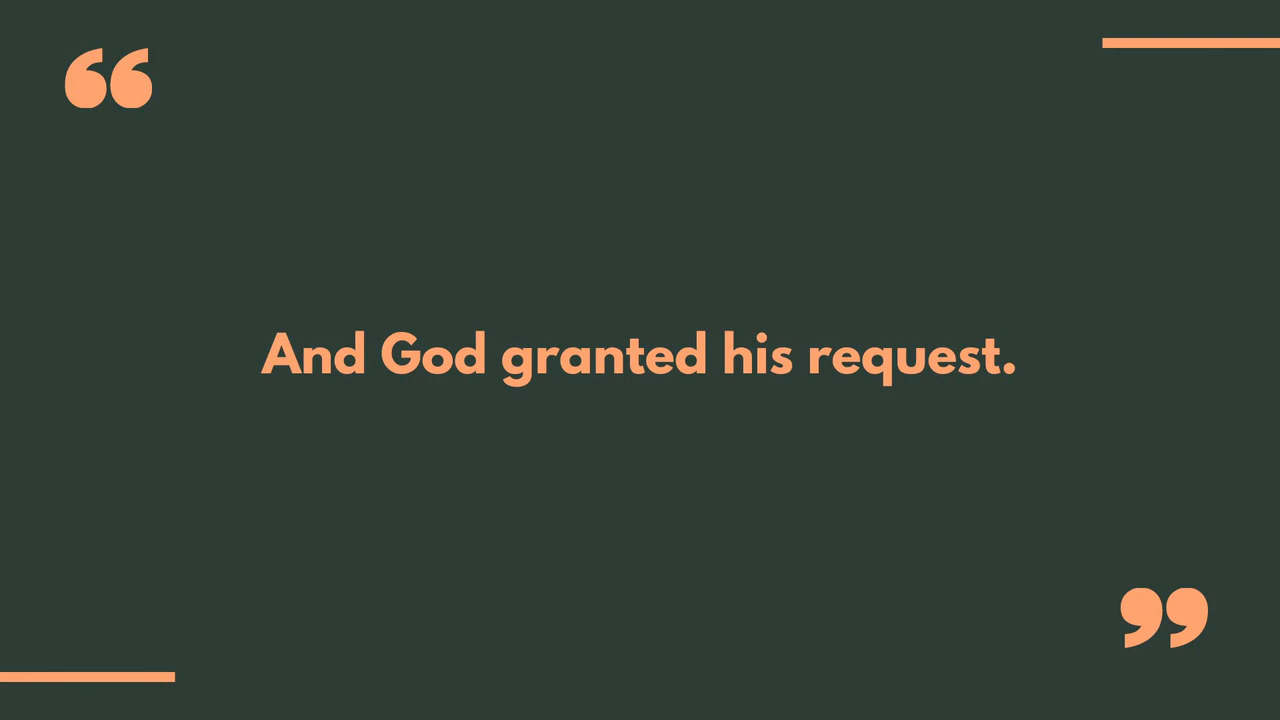 “
And God granted his request.
”